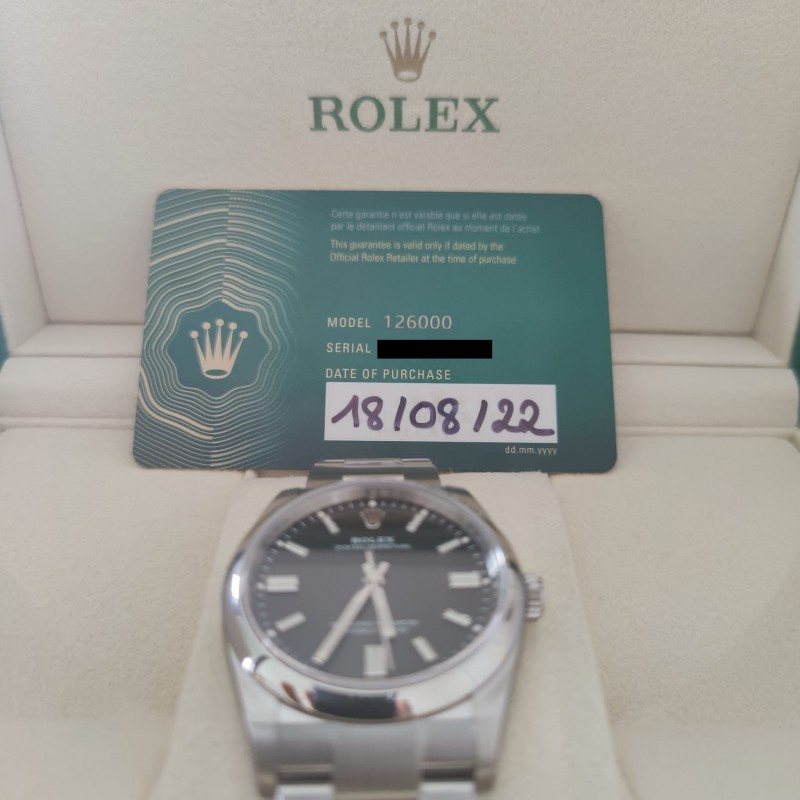 ROLEX
Cette garantie n'est valable que si elle est datée
par le détaillant officiel Rolex au moment de l'achat
This guarantee is valid only if dated by the
Official Rolex Retailer at the time of purchase
MODEL 126000
SERIAL
DATE OF PURCHASE
18/08/22
dd.mm.yyyy
ROLEX
OYSTER PERPETUAL